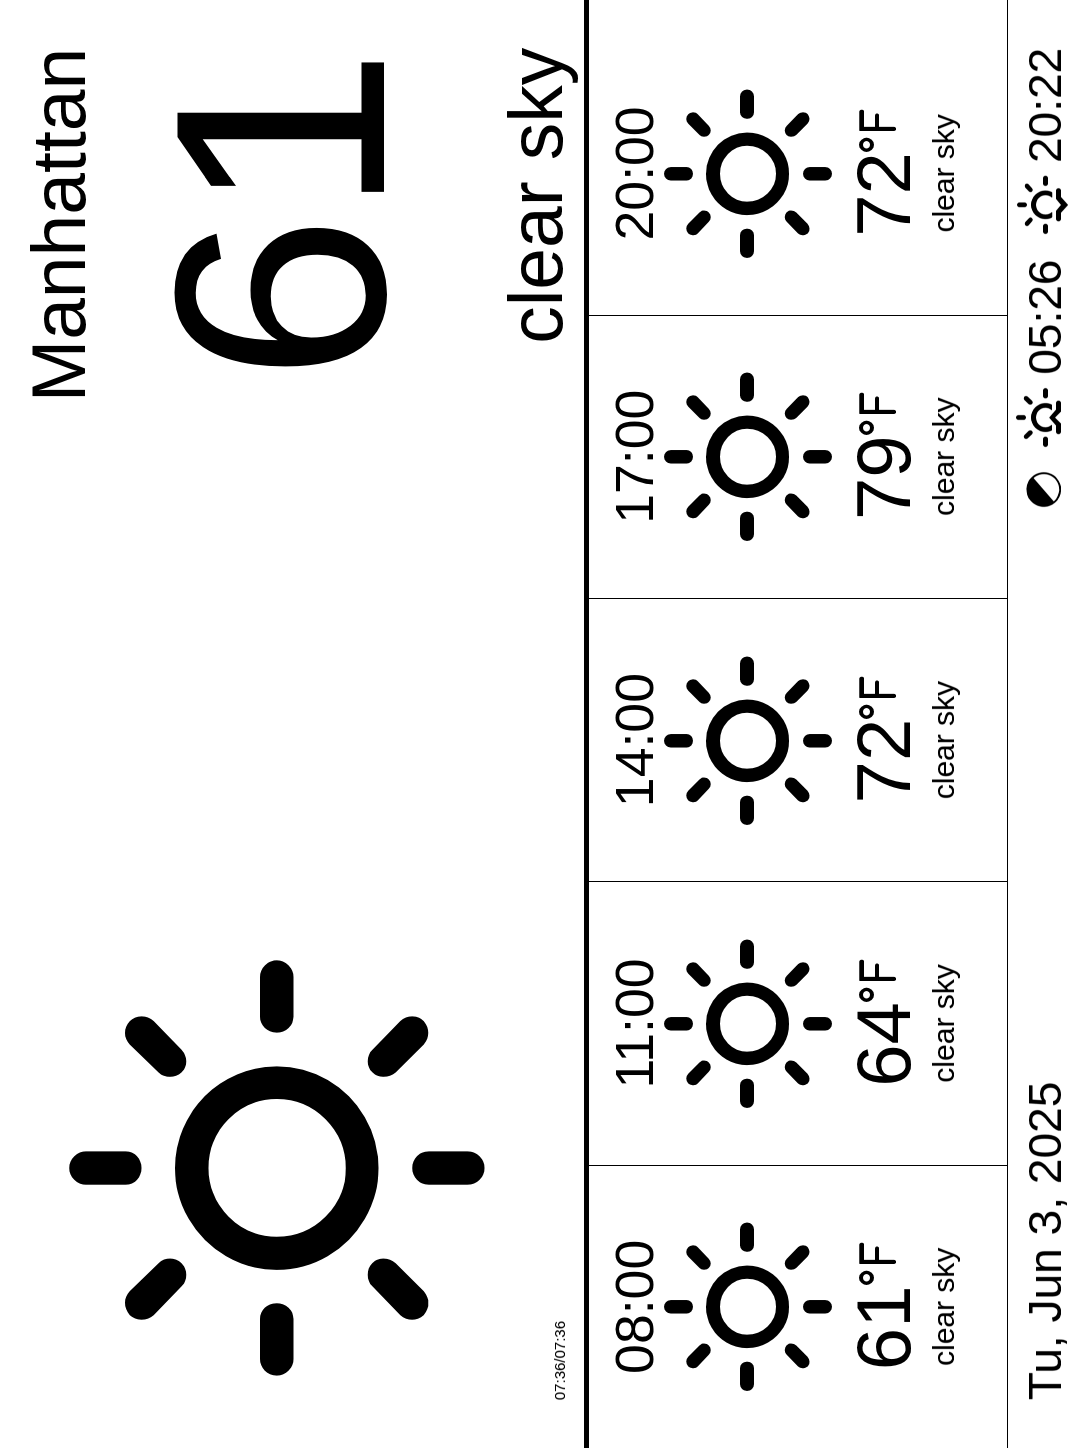 Manhattan
61
clear sky
07:36/07:36
08:00 11:00 14:00 17:00 20:00
61°F 64°F 72°F 79°F 72°F
clear sky clear sky clear sky clear sky clear sky
Tu, Jun 3, 2025 05:26 20:22